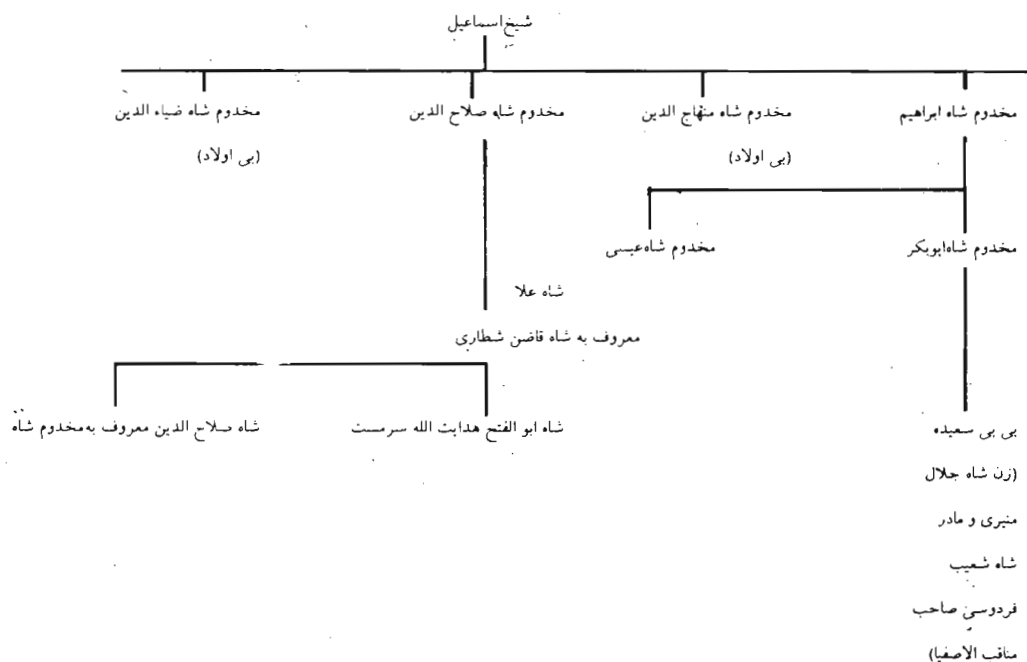 شیخ اسماعیل
مخدوم شاه ابراهیم
مخدوم شاه منهاج الدین
مخدوم شاه صلاح الدین
مخدوم شاه ضیاء الدین
(بی اولاد)
(بی اولاد)
مخدوم شاه ابوبکر
مخدوم شاه عیسی
شاه علا
معروف به شاه قاضن شطاری
بی بی سعیده
شاه ابو الفتح هدایت الله سرمست
شاه صلاح الدین معروف به مخدوم شاه
(زن شاه جلال
منیری و مادر
شاه شعیب
فردوسی صاحب
مناقب الاصفیا)